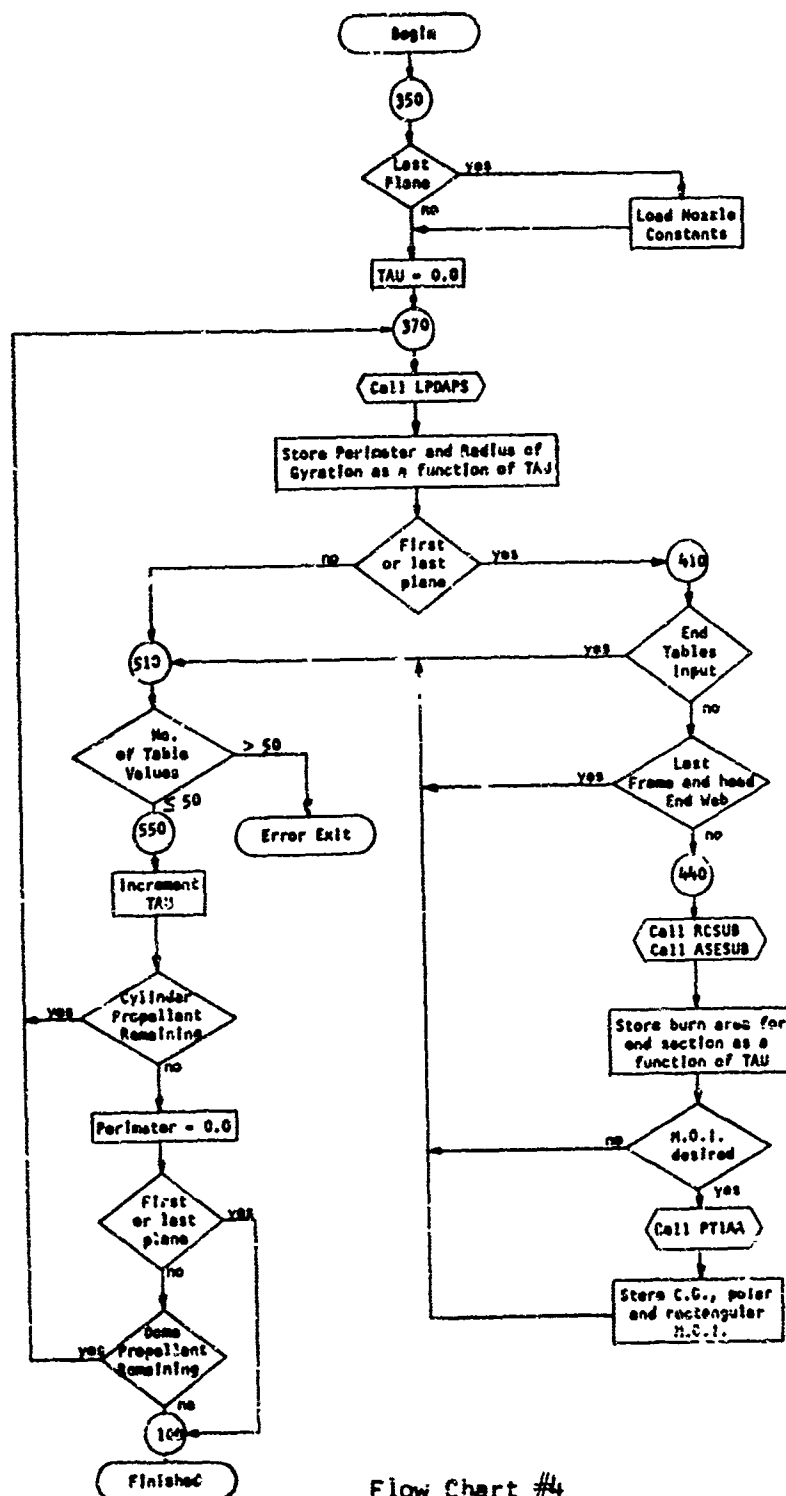 Begin
350
Last
Plane
yes
no
Load Nozzle
Constants
TAU = 0.0
370
Call LPDAPS
Store Perimeter and Radius of
Gyration as a function of TAU
First
or last
plane
no
yes
410
End
Tables
Input
yes
no
510
No.
of Table
Values
> 50
≤ 50
Error Exit
Last
Frame and head
End Web
yes
no
550
Increment
TAU
440
Call RCSUB
Call ASESUB
Cylinder
Propellant
Remaining
yes
no
Store burn area for
end section as a
function of TAU
Perimeter = 0.0
M.O.I.
desired
no
yes
First
or last
plane
yes
no
Call PTIAA
Store C.G., polar
and rectangular
M.O.I.
Dome
Propellant
Remaining
yes
no
100
Finished
Flow Chart #4